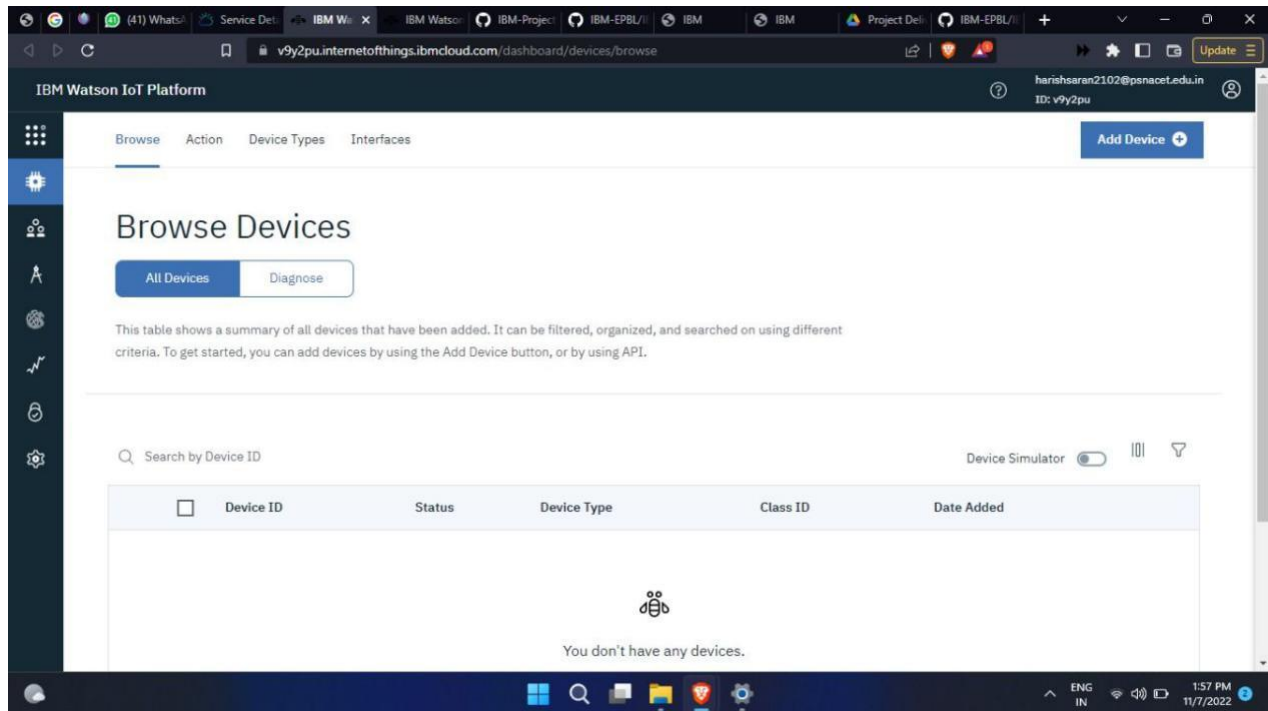 (41) WhatsA
Service Det
IBM Wa
IBM Watson
IBM-Project
IBM-EPBL/I
IBM
IBM
Project Deli
IBM-EPBL/I
v9y2pu.internetofthings.ibmcloud.com/dashboard/devices/browse
Update
IBM Watson IoT Platform
harishsaran2102@psnacet.edu.in
ID: v9y2pu
Browse Action Device Types Interfaces
Add Device
Browse Devices
All Devices Diagnose
This table shows a summary of all devices that have been added. It can be filtered, organized, and searched on using different
criteria. To get started, you can add devices by using the Add Device button, or by using API.
Search by Device ID
Device Simulator
Device ID Status Device Type Class ID Date Added
You don't have any devices.
ENG
IN
1:57 PM
11/7/2022
2